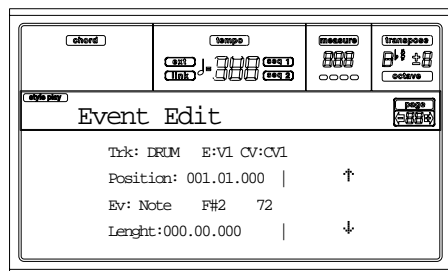 chord tempo measure transpose
ext seq 1
link seq 2
octave
style play page
Event Edit
Trk: DRUM E:V1 CV:CV1
Position: 001.01.000 | ↑
Ev: Note F#2 72
Lenght:000.00.000 | ↓